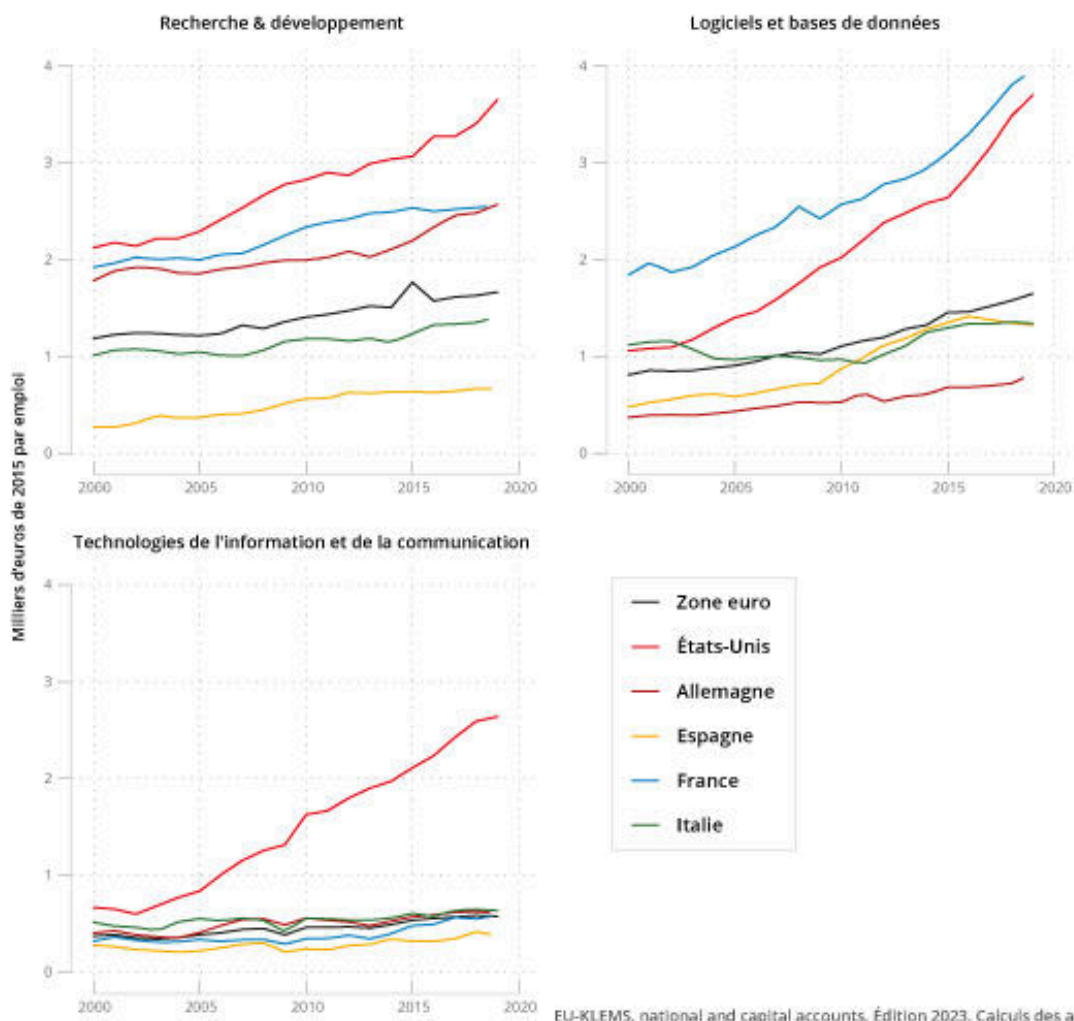 Recherche & développement
Logiciels et bases de données
Milliers d'euros de 2015 par emploi
4
3
2
1
0
2000 2005 2010 2015 2020
4
3
2
1
0
2000 2005 2010 2015 2020
Technologies de l'information et de la communication
4
3
2
1
0
2000 2005 2010 2015 2020
Zone euro
États-Unis
Allemagne
Espagne
France
Italie
EU-KLEMS, national and capital accounts, Édition 2023. Calculs des a